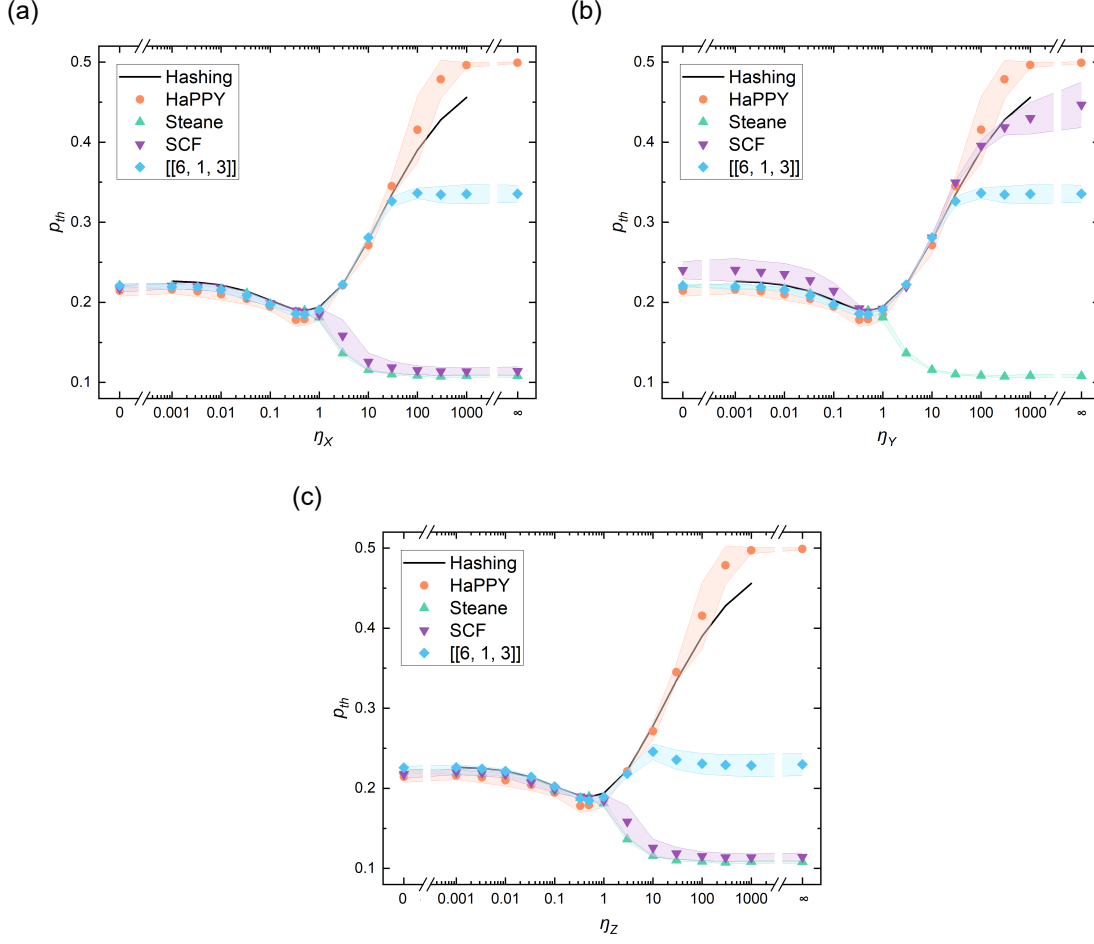 (a)
Hashing
HaPPY
Steane
SCF
[[6, 1, 3]]
p_th
0.5
0.4
0.3
0.2
0.1
0 0.001 0.01 0.1 1 10 100 1000 ∞
η_X
(b)
Hashing
HaPPY
Steane
SCF
[[6, 1, 3]]
p_th
0.5
0.4
0.3
0.2
0.1
0 0.001 0.01 0.1 1 10 100 1000 ∞
η_Y
(c)
Hashing
HaPPY
Steane
SCF
[[6, 1, 3]]
p_th
0.5
0.4
0.3
0.2
0.1
0 0.001 0.01 0.1 1 10 100 1000 ∞
η_Z